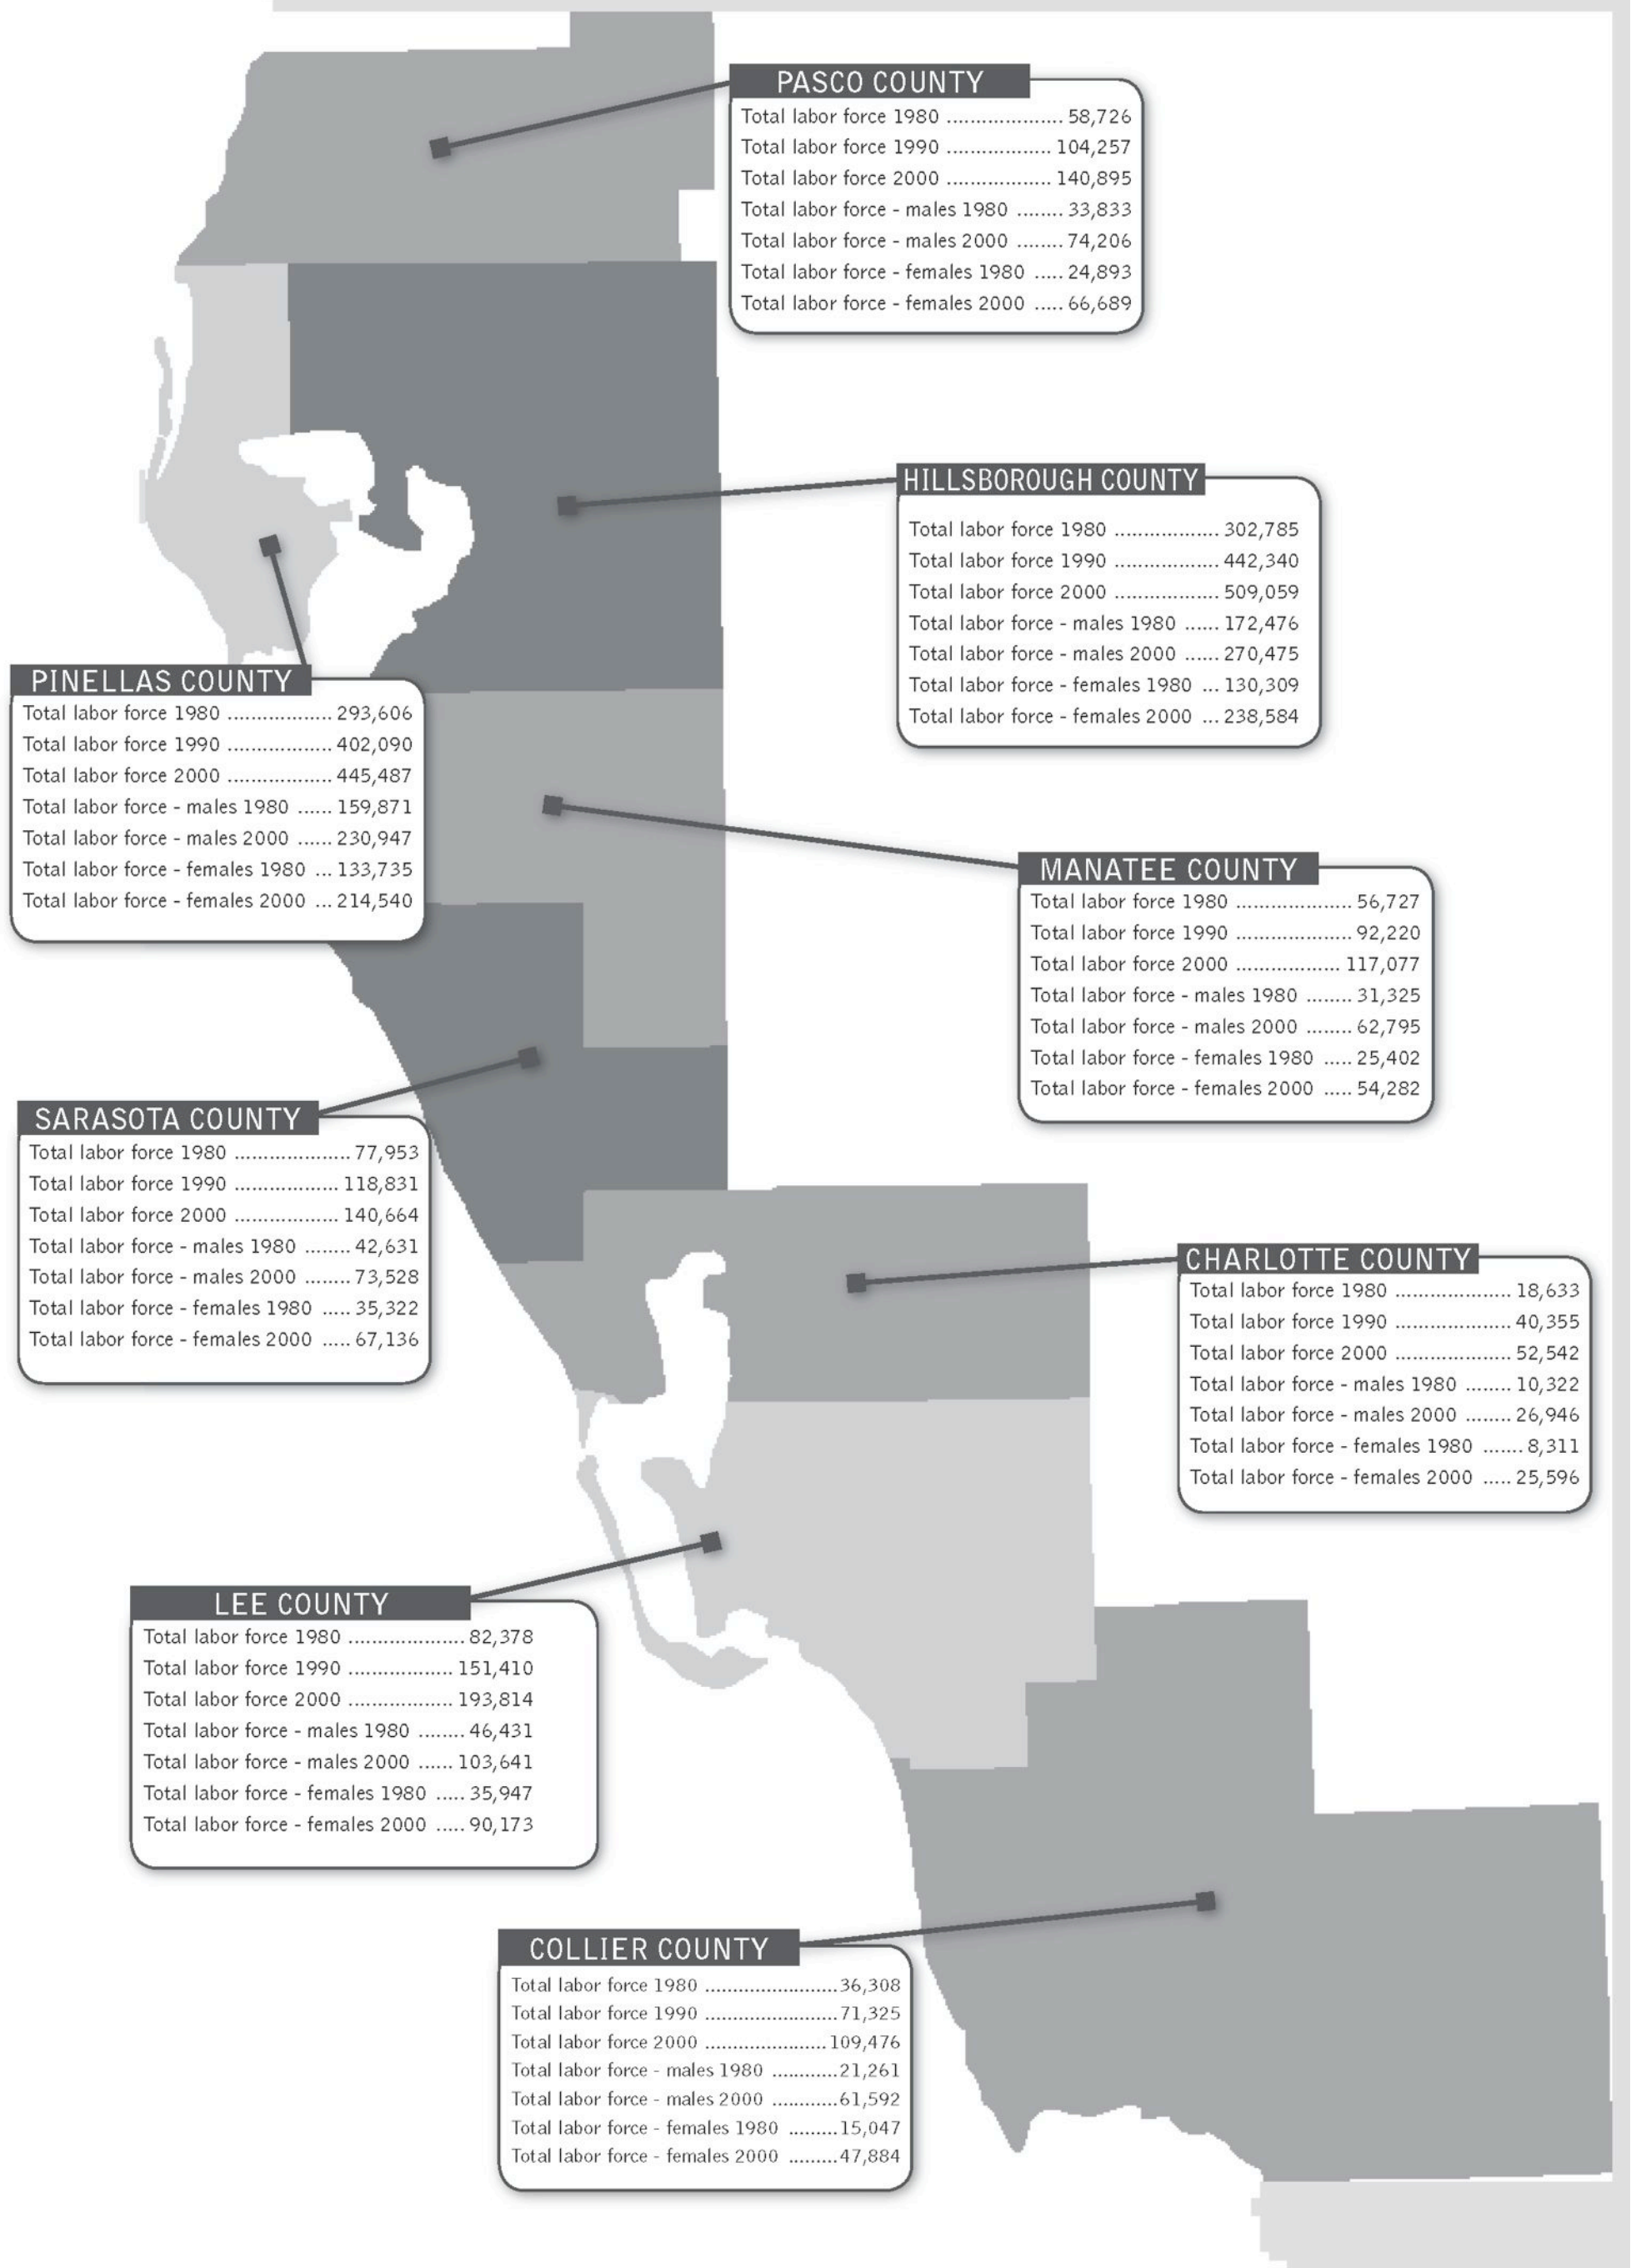 PASCO COUNTY
Total labor force 1980 .................... 58,726
Total labor force 1990 .................. 104,257
Total labor force 2000 .................. 140,895
Total labor force - males 1980 ........ 33,833
Total labor force - males 2000 ........ 74,206
Total labor force - females 1980 ..... 24,893
Total labor force - females 2000 ..... 66,689
HILLSBOROUGH COUNTY
Total labor force 1980 .................. 302,785
Total labor force 1990 .................. 442,340
Total labor force 2000 .................. 509,059
Total labor force - males 1980 ...... 172,476
Total labor force - males 2000 ...... 270,475
Total labor force - females 1980 ... 130,309
Total labor force - females 2000 ... 238,584
PINELLAS COUNTY
Total labor force 1980 .................. 293,606
Total labor force 1990 .................. 402,090
Total labor force 2000 .................. 445,487
Total labor force - males 1980 ...... 159,871
Total labor force - males 2000 ...... 230,947
Total labor force - females 1980 ... 133,735
Total labor force - females 2000 ... 214,540
MANATEE COUNTY
Total labor force 1980 .................... 56,727
Total labor force 1990 .................... 92,220
Total labor force 2000 .................. 117,077
Total labor force - males 1980 ........ 31,325
Total labor force - males 2000 ........ 62,795
Total labor force - females 1980 ..... 25,402
Total labor force - females 2000 ..... 54,282
SARASOTA COUNTY
Total labor force 1980 .................... 77,953
Total labor force 1990 .................. 118,831
Total labor force 2000 .................. 140,664
Total labor force - males 1980 ........ 42,631
Total labor force - males 2000 ........ 73,528
Total labor force - females 1980 ..... 35,322
Total labor force - females 2000 ..... 67,136
CHARLOTTE COUNTY
Total labor force 1980 .................... 18,633
Total labor force 1990 .................... 40,355
Total labor force 2000 .................... 52,542
Total labor force - males 1980 ........ 10,322
Total labor force - males 2000 ........ 26,946
Total labor force - females 1980 ....... 8,311
Total labor force - females 2000 ..... 25,596
LEE COUNTY
Total labor force 1980 .................... 82,378
Total labor force 1990 .................. 151,410
Total labor force 2000 .................. 193,814
Total labor force - males 1980 ........ 46,431
Total labor force - males 2000 ...... 103,641
Total labor force - females 1980 ..... 35,947
Total labor force - females 2000 ..... 90,173
COLLIER COUNTY
Total labor force 1980 ........................36,308
Total labor force 1990 ........................71,325
Total labor force 2000 ......................109,476
Total labor force - males 1980 ............21,261
Total labor force - males 2000 ............61,592
Total labor force - females 1980 .........15,047
Total labor force - females 2000 .........47,884